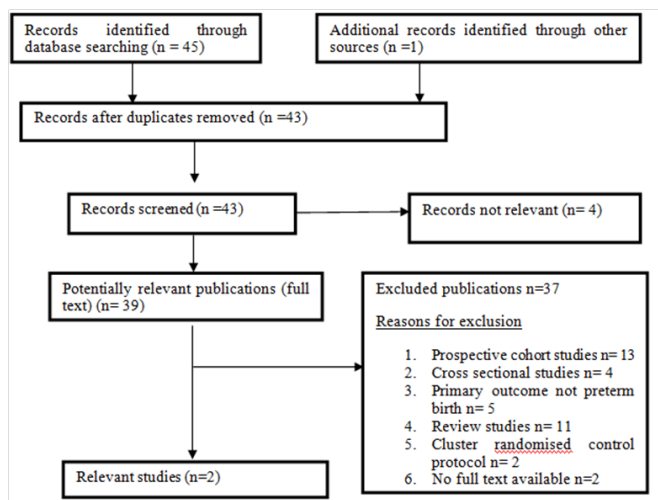 Records identified through
database searching (n = 45)
Additional records identified through other
sources (n =1)
Records after duplicates removed (n =43)
Records screened (n =43)
Records not relevant (n= 4)
Potentially relevant publications (full
text) (n= 39)
Excluded publications n=37
Reasons for exclusion
1. Prospective cohort studies n= 13
2. Cross sectional studies n= 4
3. Primary outcome not preterm
birth n= 5
4. Review studies n= 11
5. Cluster randomised control
protocol n= 2
6. No full text available n=2
Relevant studies (n=2)